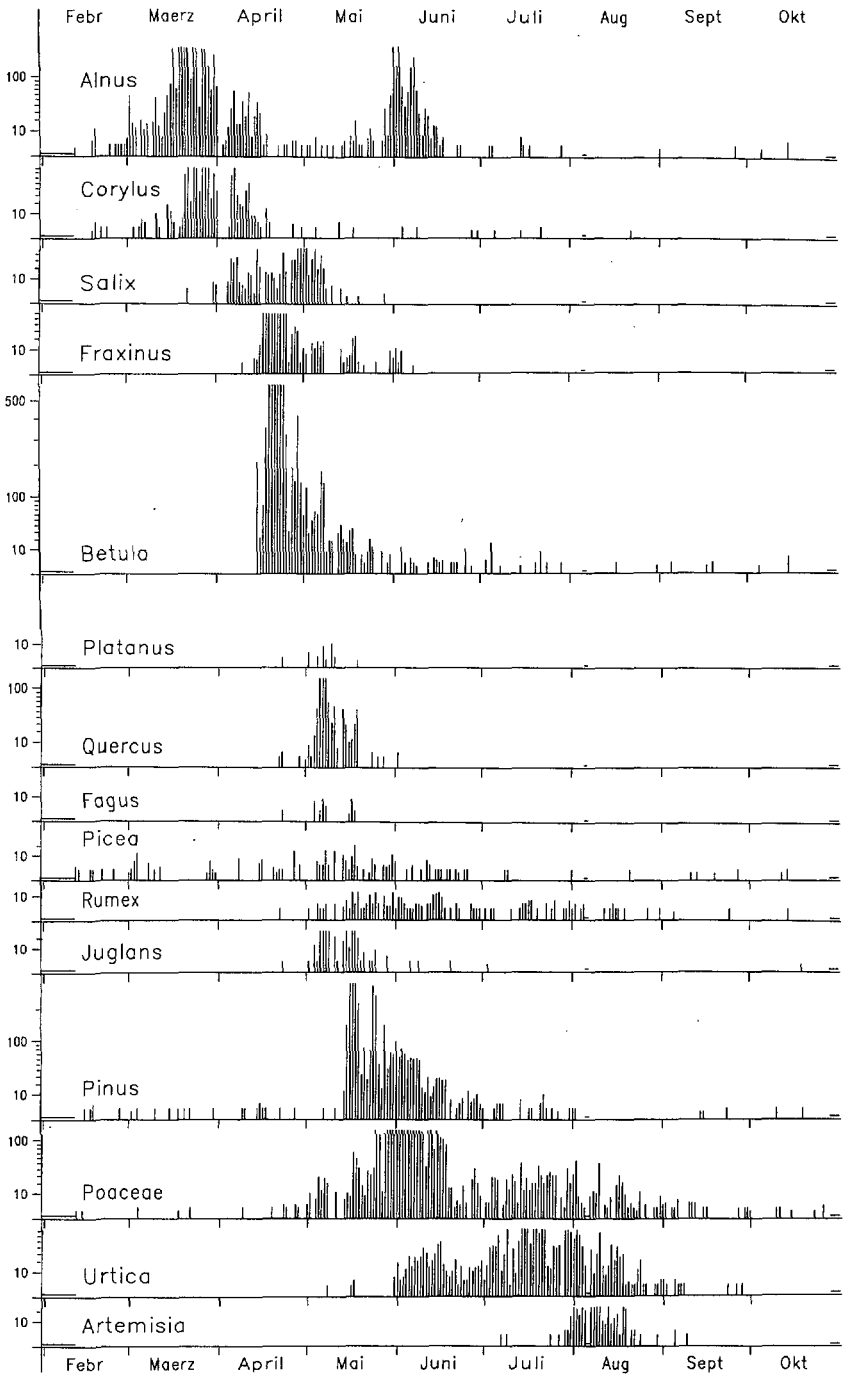 Febr Maerz April Mai Juni Juli Aug Sept Okt
100
Alnus
10
Corylus
10
10
Salix
10
Fraxinus
500
100
10
Betula
10
Platanus
100
10
Quercus
10
Fagus
Picea
10
10
Rumex
10
Juglans
100
10
Pinus
100
10
Poaceae
10
Urtica
10
Artemisia
Febr Maerz April Mai Juni Juli Aug Sept Okt